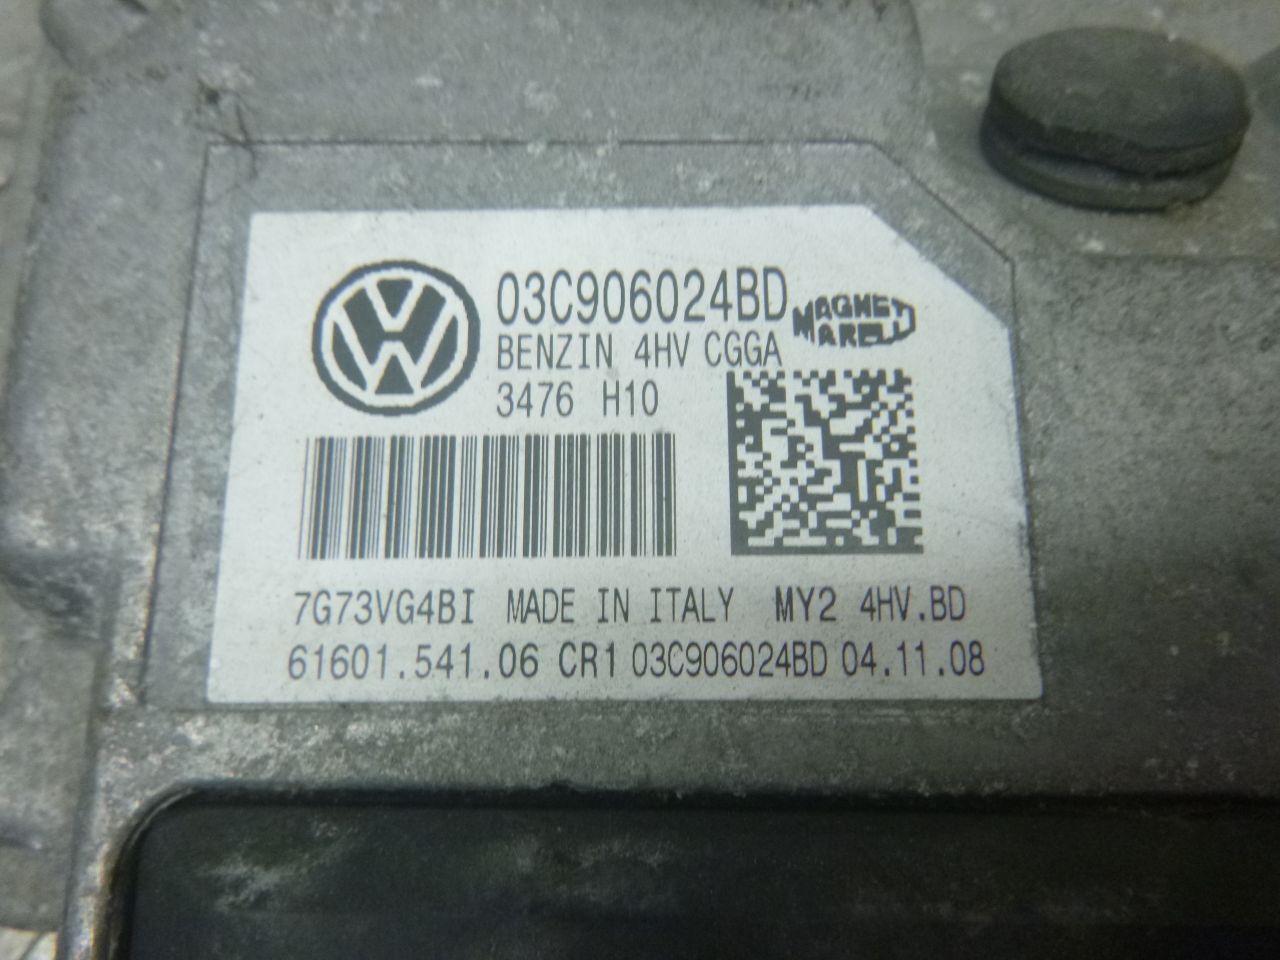 03C906024BD
MAGNETI
MARELLI
BENZIN 4HV CGGA
3476 H10
7G73VG4BI MADE IN ITALY MY2 4HV.BD
61601.541.06 CR1 03C906024BD 04.11.08